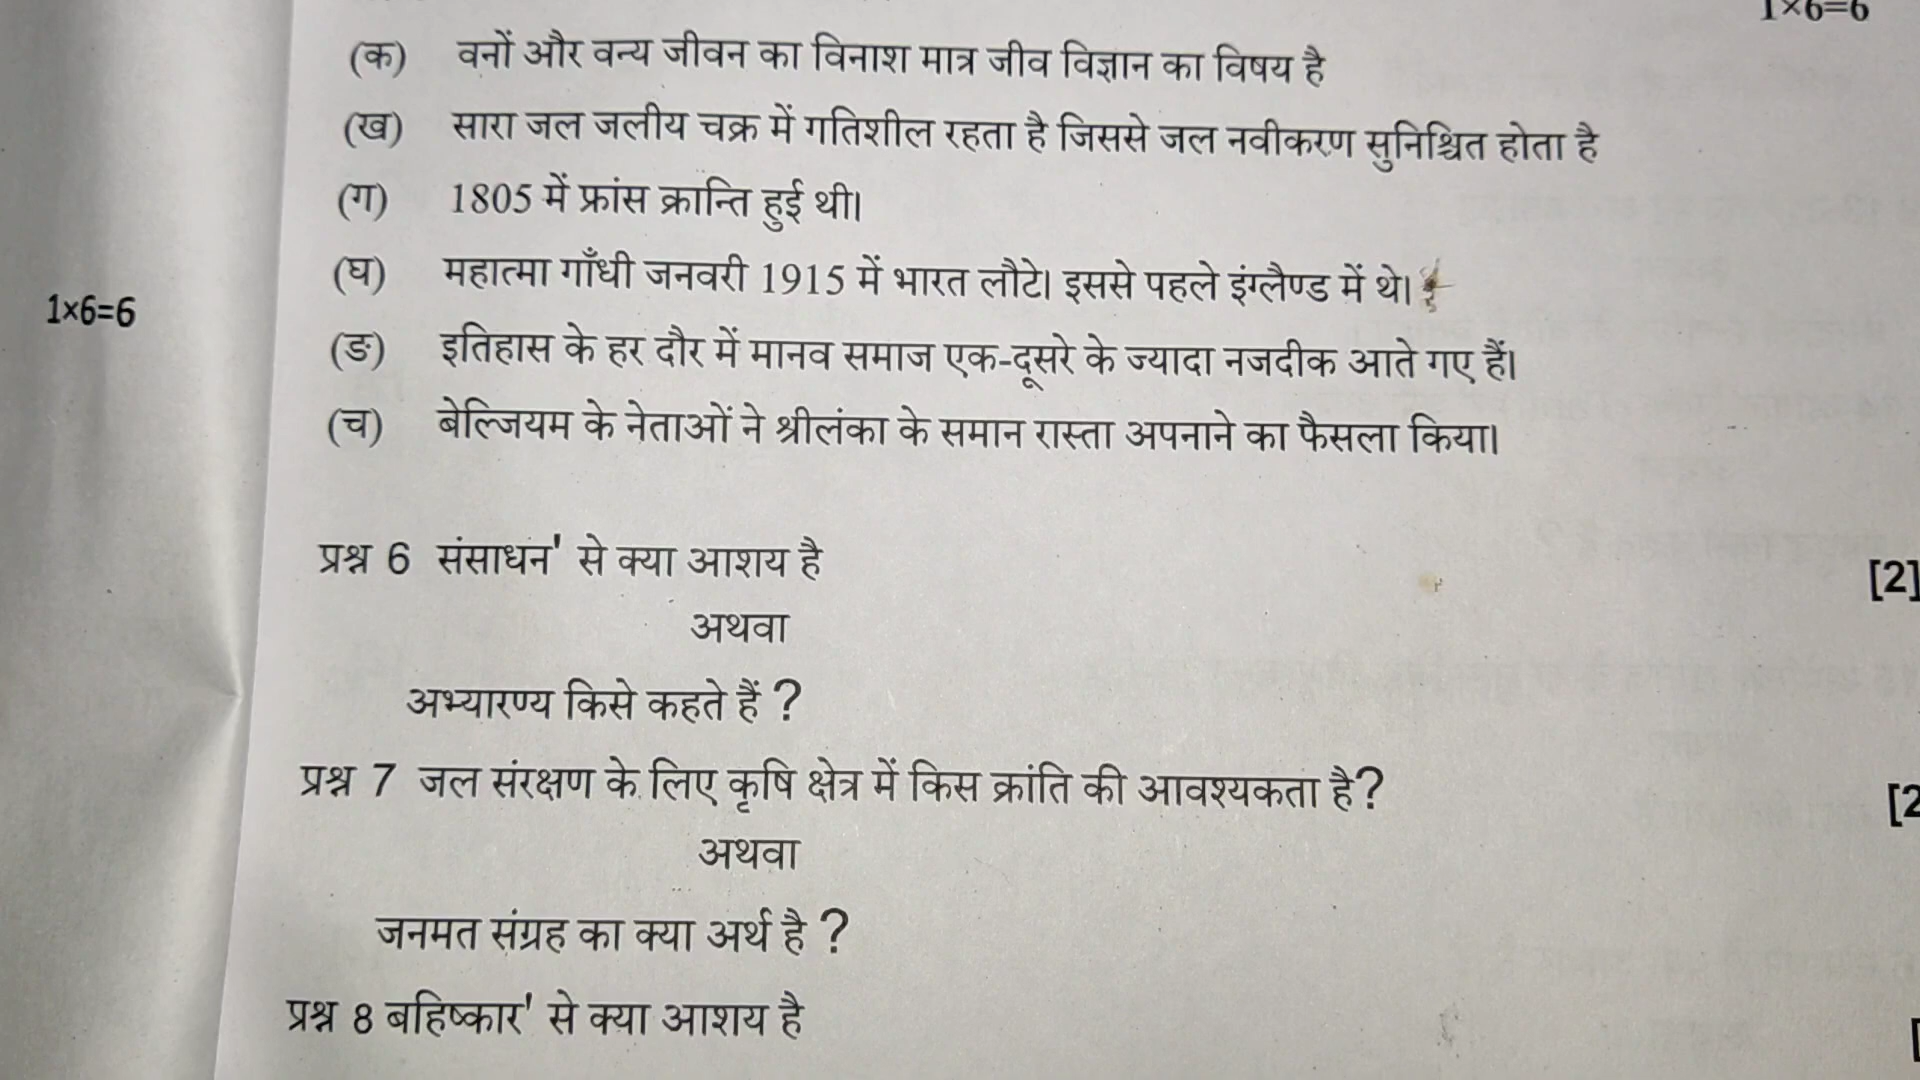 1×6=6
(क) वनों और वन्य जीवन का विनाश मात्र जीव विज्ञान का विषय है
(ख) सारा जल जलीय चक्र में गतिशील रहता है जिससे जल नवीकरण सुनिश्चित होता है
(ग) 1805 में फ्रांस क्रान्ति हुई थी।
(घ) महात्मा गाँधी जनवरी 1915 में भारत लौटे। इससे पहले इंग्लैण्ड में थे।
1×6=6
(ङ) इतिहास के हर दौर में मानव समाज एक-दूसरे के ज्यादा नजदीक आते गए हैं।
(च) बेल्जियम के नेताओं ने श्रीलंका के समान रास्ता अपनाने का फैसला किया।
प्रश्न 6 संसाधन' से क्या आशय है [2]
अथवा
अभ्यारण्य किसे कहते हैं ?
प्रश्न 7 जल संरक्षण के लिए कृषि क्षेत्र में किस क्रांति की आवश्यकता है? [2
अथवा
जनमत संग्रह का क्या अर्थ है ?
प्रश्न 8 बहिष्कार' से क्या आशय है [